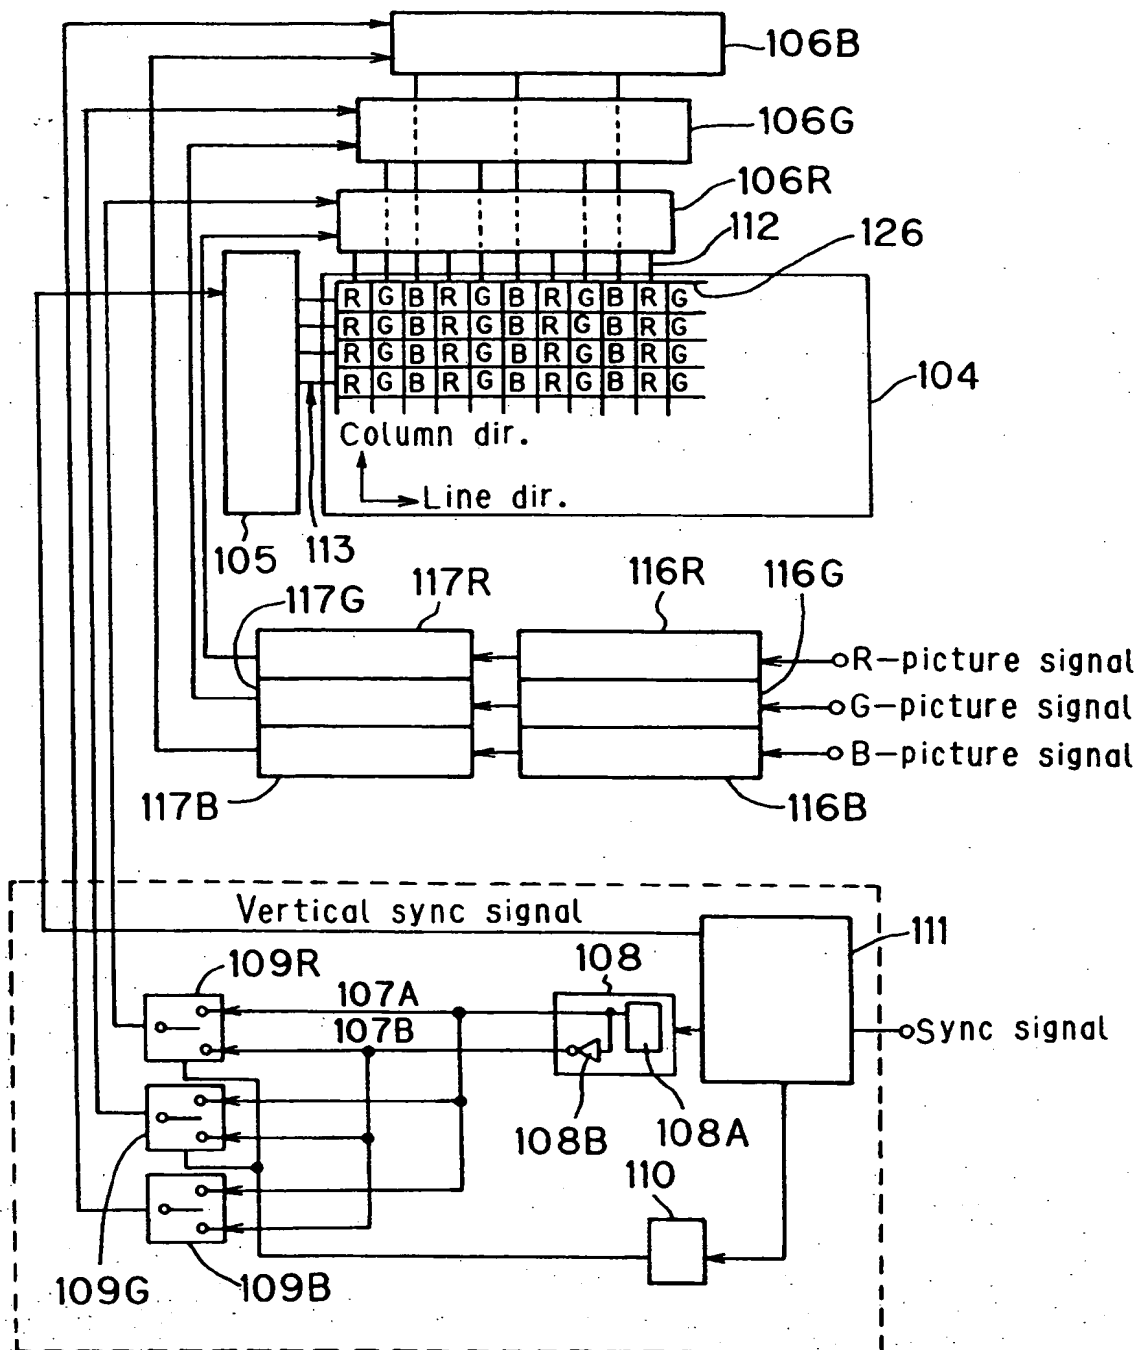 106B
106G
106R
112
126
R G B R G B R G B R G
R G B R G B R G B R G
R G B R G B R G B R G
R G B R G B R G B R G
104
Column dir.
Line dir.
105
113
117G
117R
116R
116G
R-picture signal
G-picture signal
B-picture signal
117B
116B
Vertical sync signal
111
109R
107A
107B
108
Sync signal
108B
108A
110
109G
109B